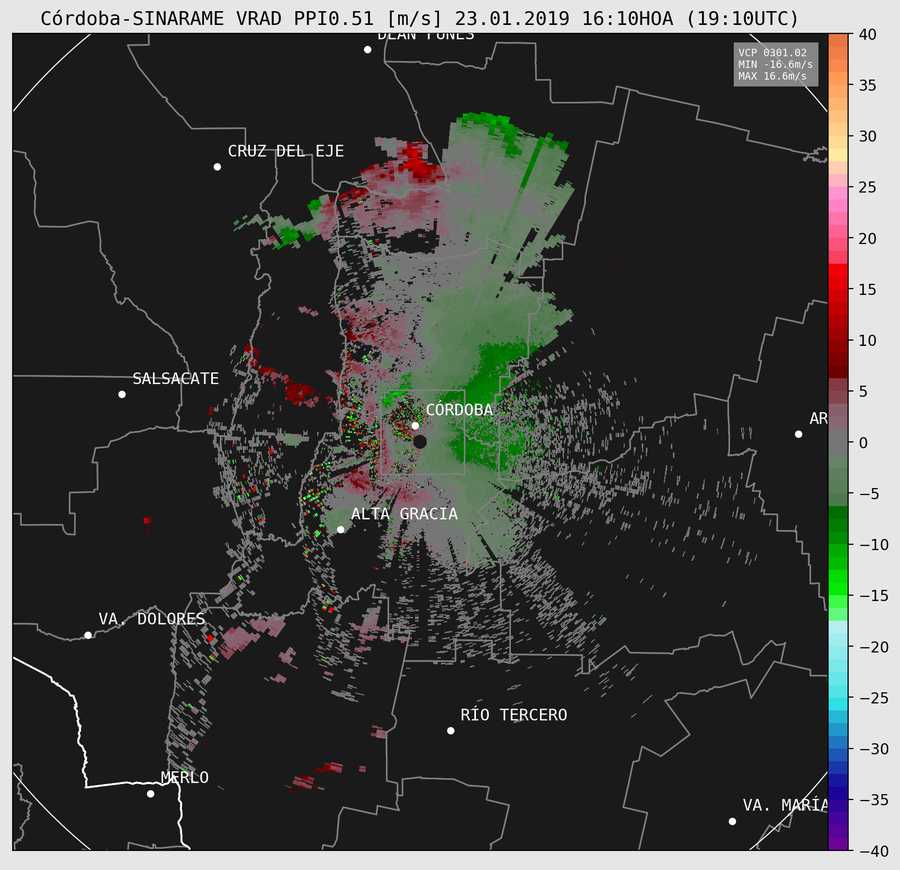 Córdoba-SINARAME VRAD PPI0.51 [m/s] 23.01.2019 16:10HOA (19:10UTC)
DEAN FUNES
VCP 0301.02
MIN -16.6m/s
MAX 16.6m/s
CRUZ DEL EJE
SALSACATE
CÓRDOBA
AR
ALTA GRACIA
VA. DOLORES
RÍO TERCERO
MERLO
VA. MARÍA
40
35
30
25
20
15
10
5
0
−5
−10
−15
−20
−25
−30
−35
−40